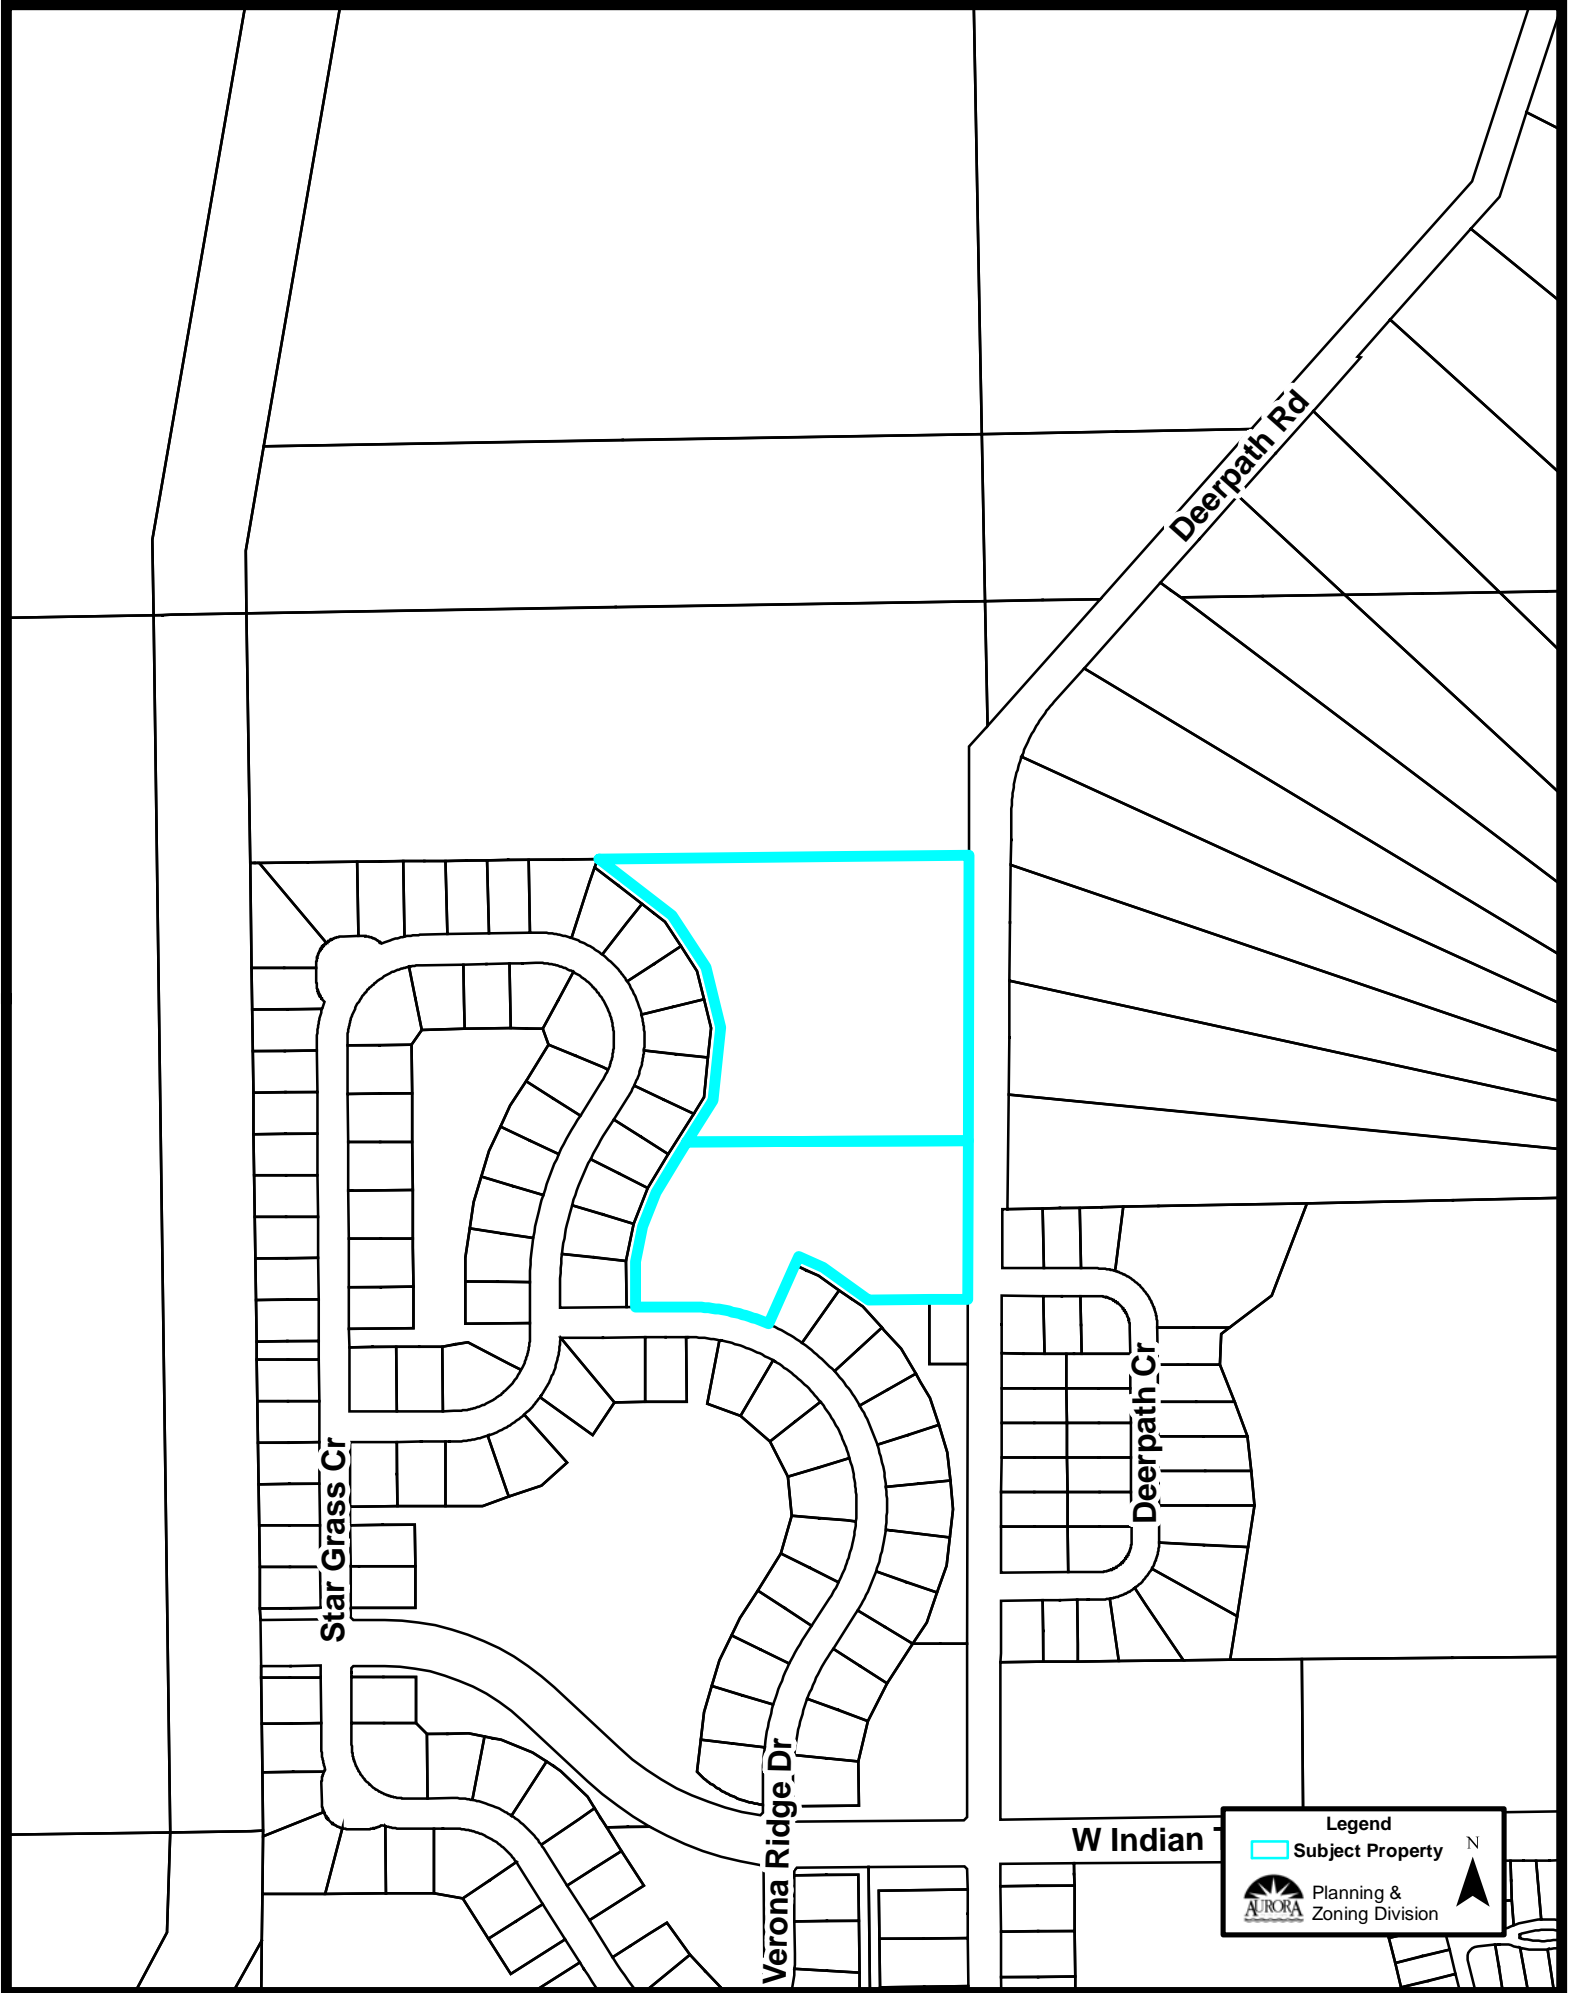 Deerpath Rd
Deerpath Cr
Star Grass Cr
Verona Ridge Dr
W Indian
Legend
Subject Property
N
AURORA
Planning &
Zoning Division